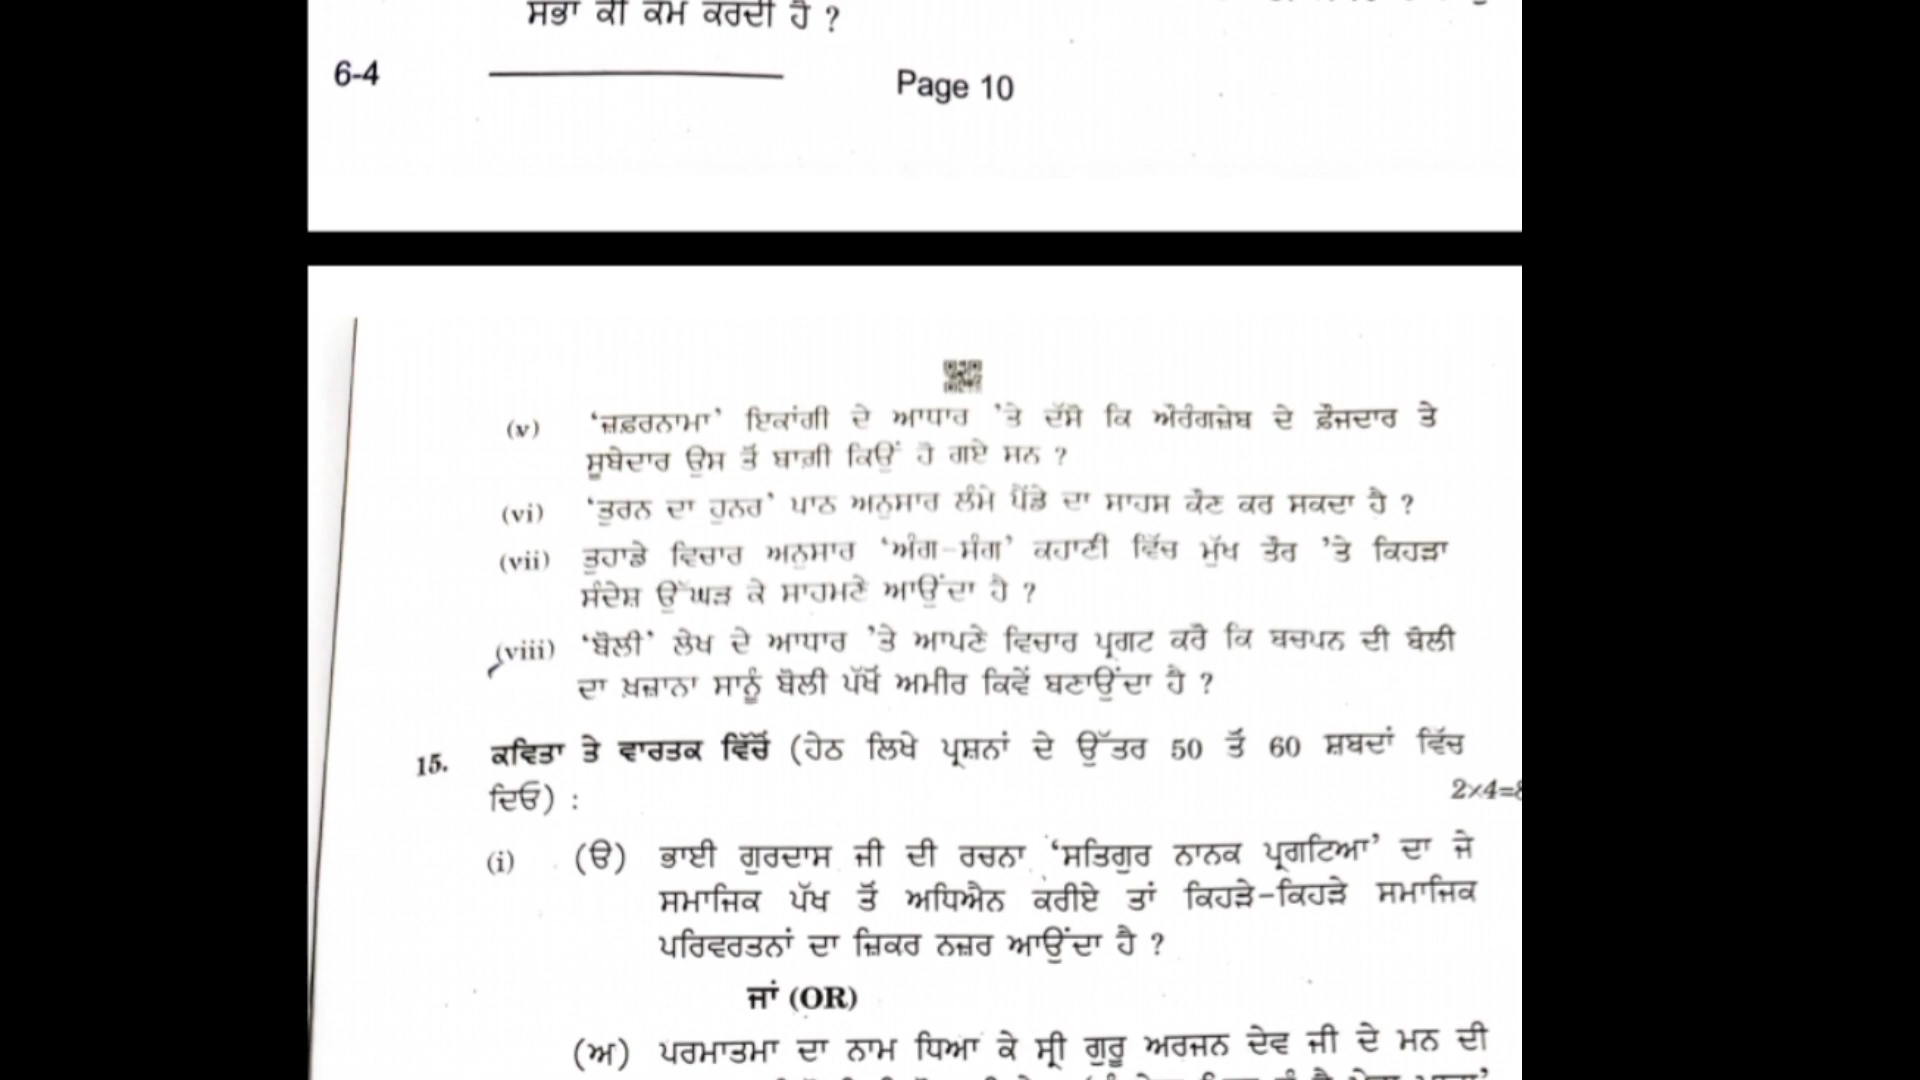 ਸਭਾ ਕੀ ਕੰਮ ਕਰਦੀ ਹੈ ?
6-4
Page 10
(v) ‘ਜ਼ਫ਼ਰਨਾਮਾ’ ਇਕਾਂਗੀ ਦੇ ਆਧਾਰ ’ਤੇ ਦੱਸੋ ਕਿ ਔਰੰਗਜ਼ੇਬ ਦੇ ਫ਼ੌਜਦਾਰ ਤੇ
ਸੂਬੇਦਾਰ ਉਸ ਤੋਂ ਬਾਗ਼ੀ ਕਿਉਂ ਹੋ ਗਏ ਸਨ ?
(vi) ‘ਤੁਰਨ ਦਾ ਹੁਨਰ’ ਪਾਠ ਅਨੁਸਾਰ ਲੰਮੇ ਪੈਂਡੇ ਦਾ ਸਾਹਸ ਕੌਣ ਕਰ ਸਕਦਾ ਹੈ ?
(vii) ਤੁਹਾਡੇ ਵਿਚਾਰ ਅਨੁਸਾਰ ‘ਅੰਗ-ਸੰਗ’ ਕਹਾਣੀ ਵਿੱਚ ਮੁੱਖ ਤੌਰ ’ਤੇ ਕਿਹੜਾ
ਸੰਦੇਸ਼ ਉੱਘੜ ਕੇ ਸਾਹਮਣੇ ਆਉਂਦਾ ਹੈ ?
(viii) ‘ਬੋਲੀ’ ਲੇਖ ਦੇ ਆਧਾਰ ’ਤੇ ਆਪਣੇ ਵਿਚਾਰ ਪ੍ਰਗਟ ਕਰੋ ਕਿ ਬਚਪਨ ਦੀ ਬੋਲੀ
ਦਾ ਖ਼ਜ਼ਾਨਾ ਸਾਨੂੰ ਬੋਲੀ ਪੱਖੋਂ ਅਮੀਰ ਕਿਵੇਂ ਬਣਾਉਂਦਾ ਹੈ ?
15. ਕਵਿਤਾ ਤੇ ਵਾਰਤਕ ਵਿੱਚੋਂ (ਹੇਠ ਲਿਖੇ ਪ੍ਰਸ਼ਨਾਂ ਦੇ ਉੱਤਰ 50 ਤੋਂ 60 ਸ਼ਬਦਾਂ ਵਿੱਚ
ਦਿਓ) : 2×4=8
(i) (ੳ) ਭਾਈ ਗੁਰਦਾਸ ਜੀ ਦੀ ਰਚਨਾ ‘ਸਤਿਗੁਰ ਨਾਨਕ ਪ੍ਰਗਟਿਆ’ ਦਾ ਜੇ
ਸਮਾਜਿਕ ਪੱਖ ਤੋਂ ਅਧਿਐਨ ਕਰੀਏ ਤਾਂ ਕਿਹੜੇ-ਕਿਹੜੇ ਸਮਾਜਿਕ
ਪਰਿਵਰਤਨਾਂ ਦਾ ਜ਼ਿਕਰ ਨਜ਼ਰ ਆਉਂਦਾ ਹੈ ?
ਜਾਂ (OR)
(ਅ) ਪਰਮਾਤਮਾ ਦਾ ਨਾਮ ਧਿਆ ਕੇ ਸ੍ਰੀ ਗੁਰੂ ਅਰਜਨ ਦੇਵ ਜੀ ਦੇ ਮਨ ਦੀ